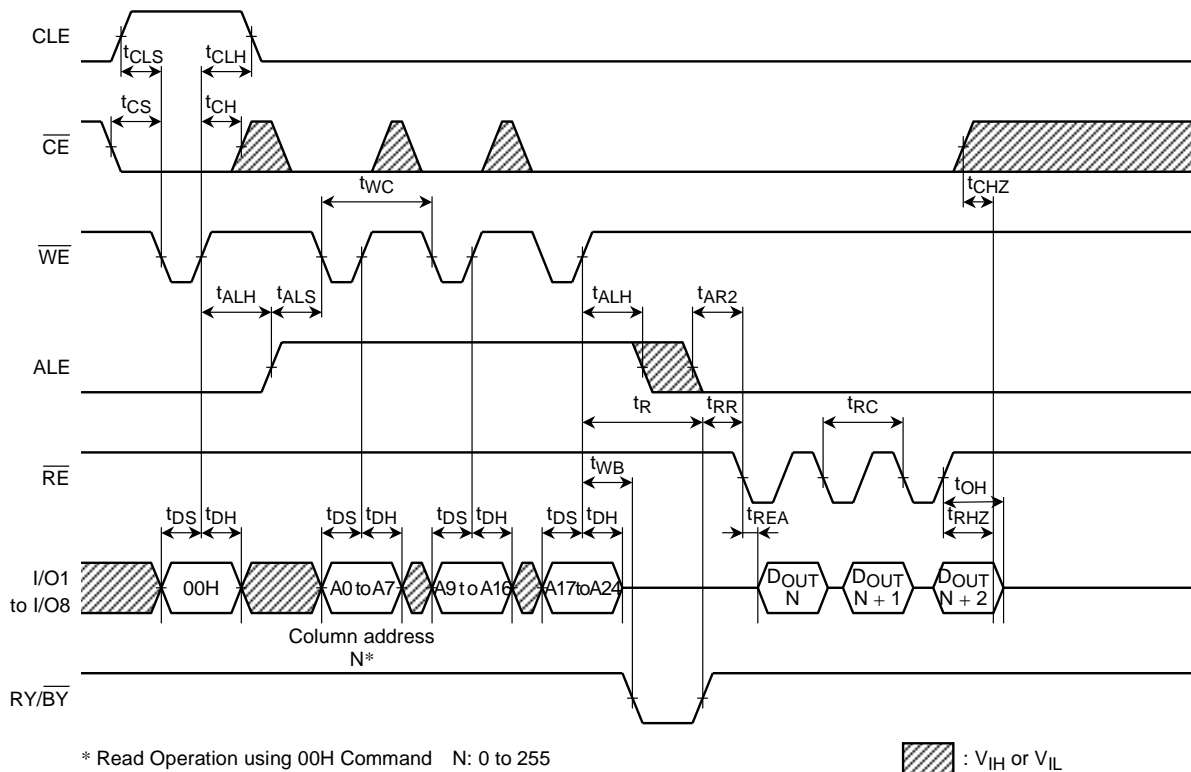 CLE
tCLS
tCLH
tCS
tCH
CE
tCHZ
tWC
WE
tALH
tALS
tALH
tAR2
ALE
tR
tRR
tRC
RE
tWB
tOH
tREA
tRHZ
tDS
tDH
tDS
tDH
tDS
tDH
tDS
tDH
I/O1
to I/O8
00H
A0 to A7
A9 to A16
A17 to A24
DOUT
N
DOUT
N + 1
DOUT
N + 2
Column address
N*
RY/BY
* Read Operation using 00H Command N: 0 to 255
: VIH or VIL